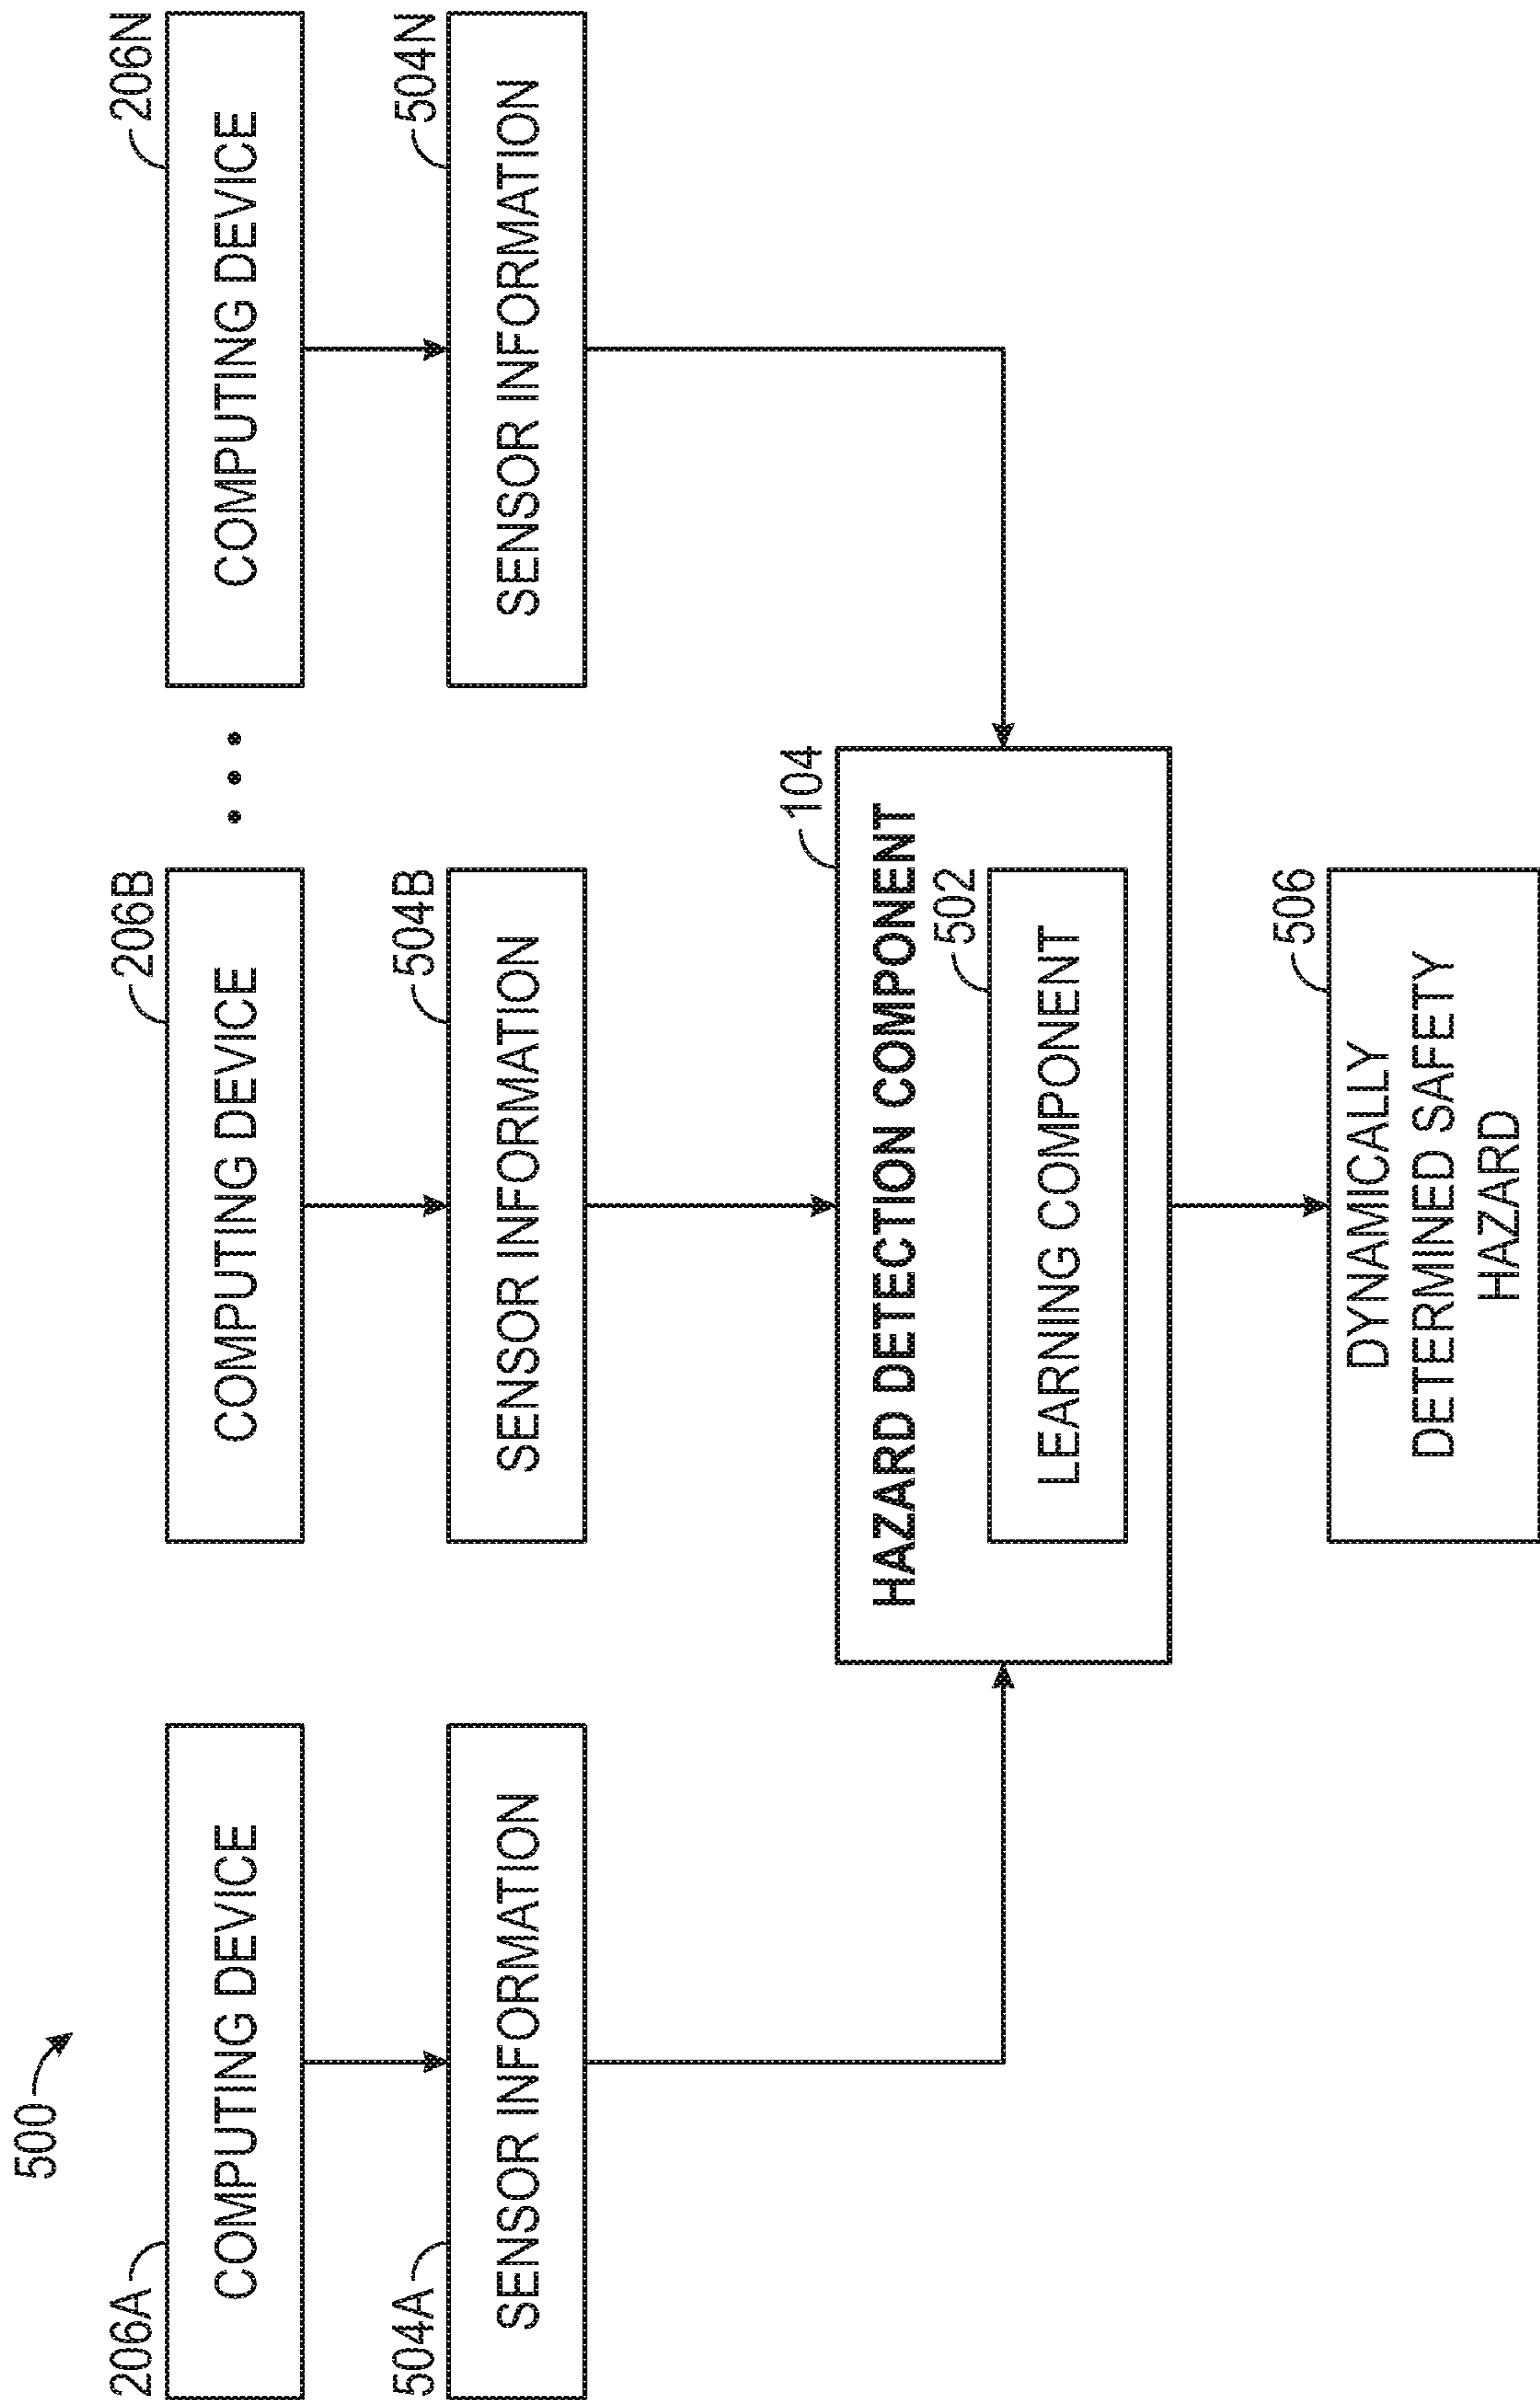 500
206A
COMPUTING DEVICE
206B
COMPUTING DEVICE
206N
COMPUTING DEVICE
504A
SENSOR INFORMATION
504B
SENSOR INFORMATION
504N
SENSOR INFORMATION
104
HAZARD DETECTION COMPONENT
502
LEARNING COMPONENT
506
DYNAMICALLY
DETERMINED SAFETY
HAZARD